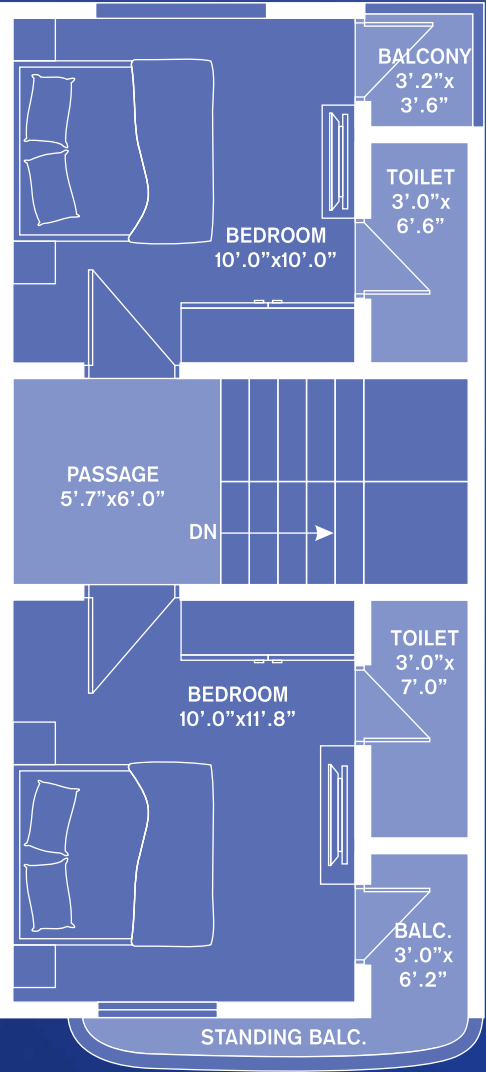 BALCONY
3’.2”x
3’.6”
TOILET
3’.0”x
6’.6”
BEDROOM
10’.0”x10’.0”
PASSAGE
5’.7”x6’.0”
DN
TOILET
3’.0”x
7’.0”
BEDROOM
10’.0”x11’.8”
BALC.
3’.0”x
6’.2”
STANDING BALC.